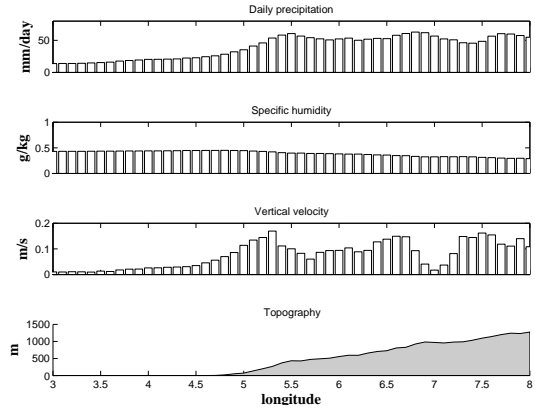 Daily precipitation
mm/day
50
0
Specific humidity
g/kg
1
0.5
0
Vertical velocity
m/s
0.2
0.1
0
Topography
m
1500
1000
500
0
3 3.5 4 4.5 5 5.5 6 6.5 7 7.5 8
longitude